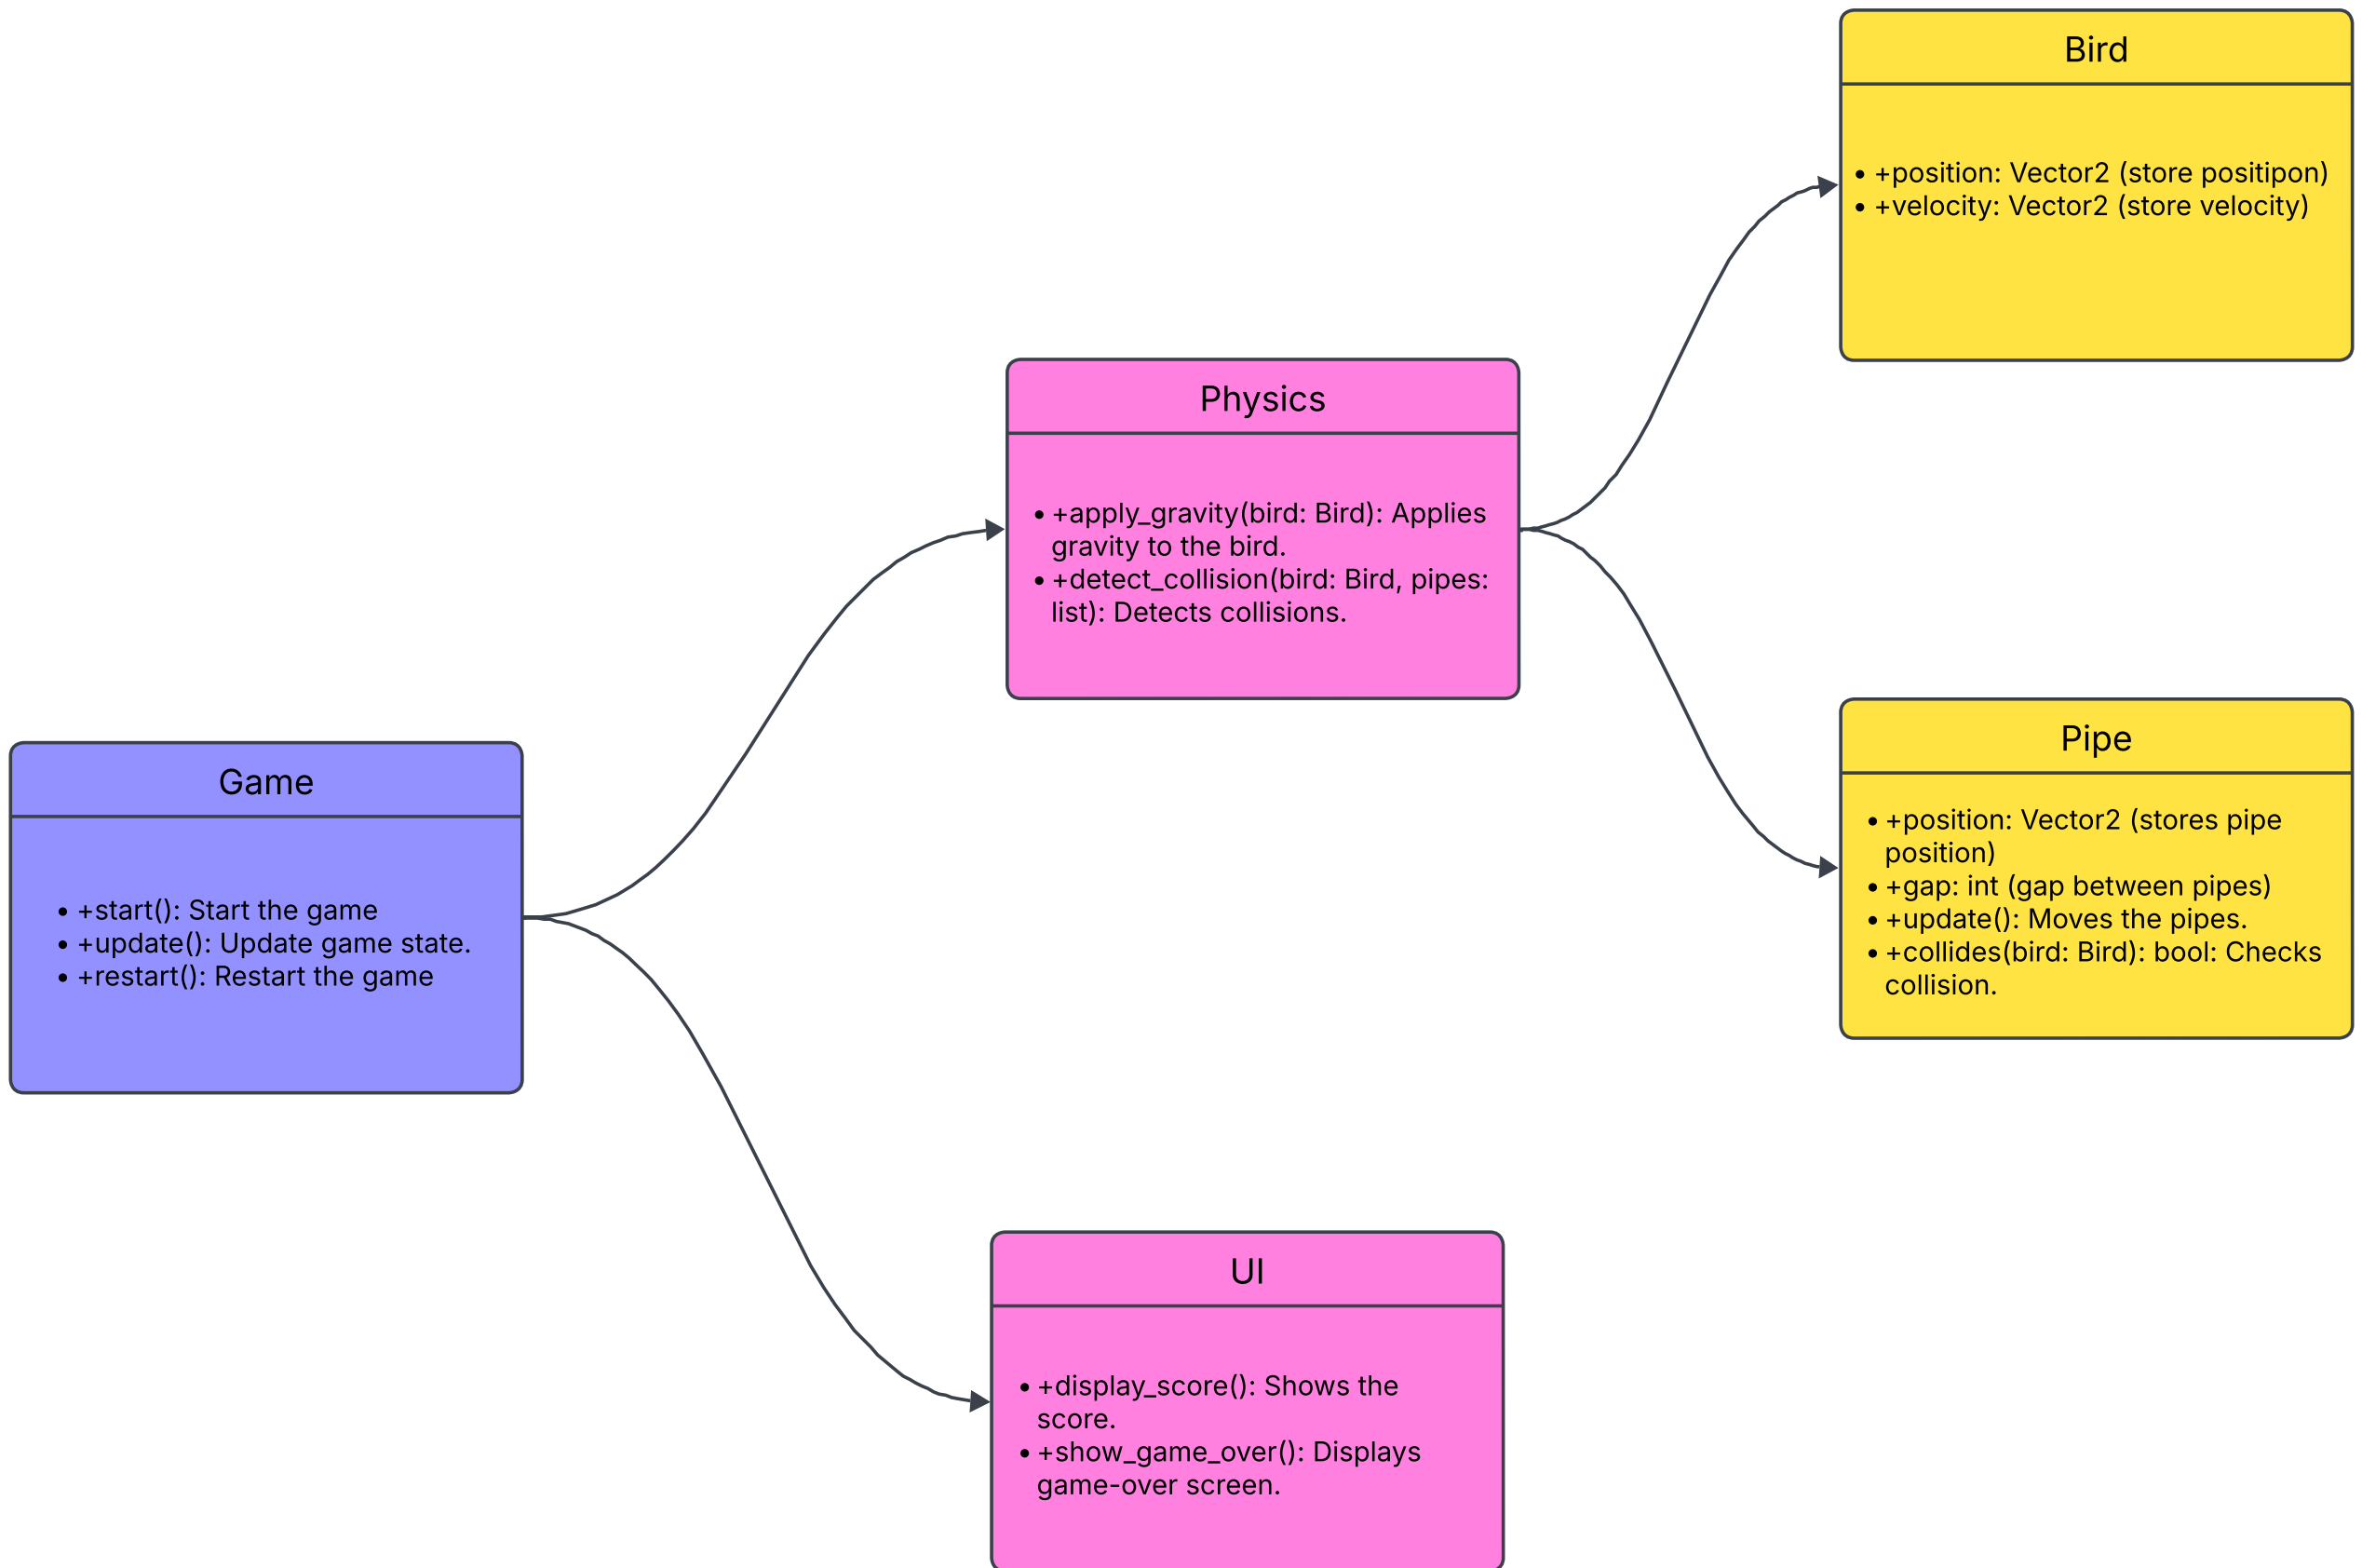 Bird
• +position: Vector2 (store positipon)
• +velocity: Vector2 (store velocity)
Physics
• +apply_gravity(bird: Bird): Applies
gravity to the bird.
• +detect_collision(bird: Bird, pipes:
list): Detects collisions.
Pipe
• +position: Vector2 (stores pipe
position)
• +gap: int (gap between pipes)
• +update(): Moves the pipes.
• +collides(bird: Bird): bool: Checks
collision.
Game
• +start(): Start the game
• +update(): Update game state.
• +restart(): Restart the game
UI
• +display_score(): Shows the
score.
• +show_game_over(): Displays
game-over screen.